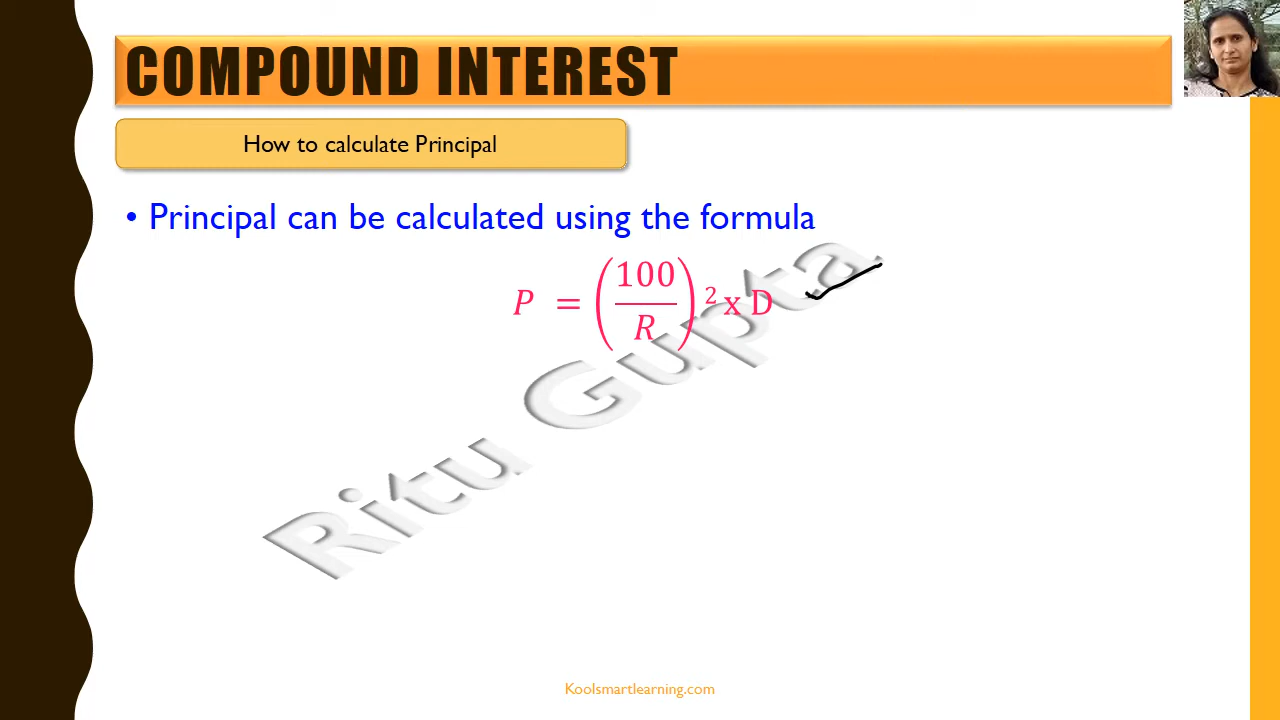 COMPOUND INTEREST
How to calculate Principal
• Principal can be calculated using the formula
P = (100/R)² x D
Ritu Gupta
Koolsmartlearning.com